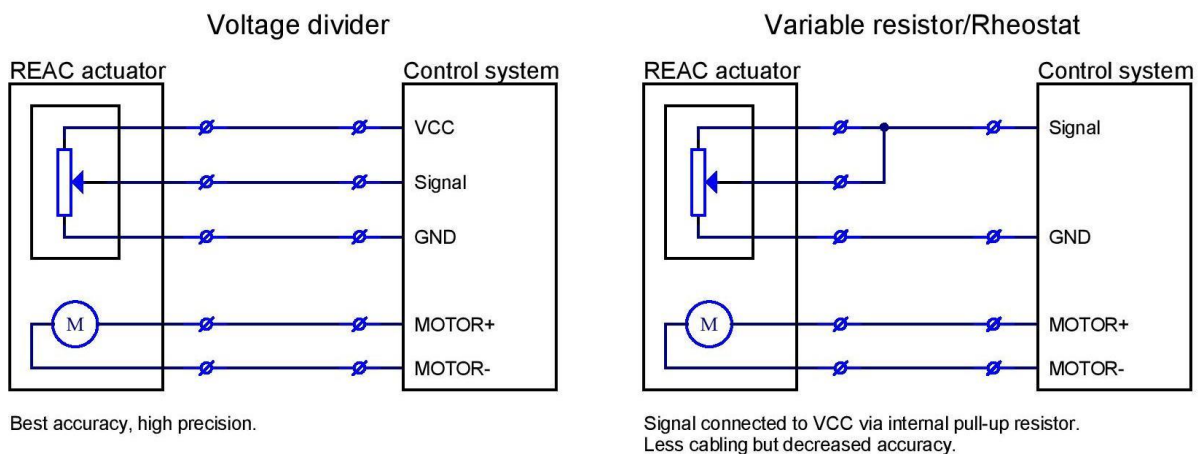 Voltage divider
REAC actuator
Control system
VCC
Signal
GND
M
MOTOR+
MOTOR-
Best accuracy, high precision.
Variable resistor/Rheostat
REAC actuator
Control system
Signal
GND
M
MOTOR+
MOTOR-
Signal connected to VCC via internal pull-up resistor.
Less cabling but decreased accuracy.